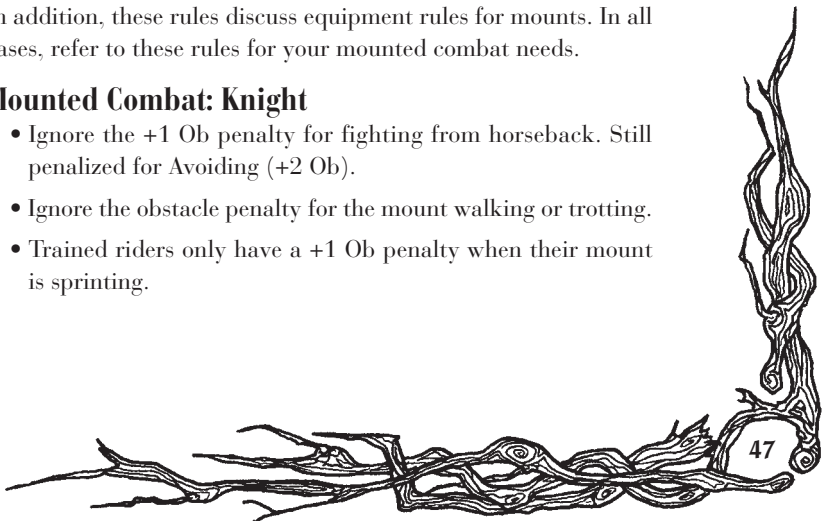 n addition, these rules discuss equipment rules for mounts. In all
ases, refer to these rules for your mounted combat needs.
Mounted Combat: Knight
• Ignore the +1 Ob penalty for fighting from horseback. Still
penalized for Avoiding (+2 Ob).
• Ignore the obstacle penalty for the mount walking or trotting.
• Trained riders only have a +1 Ob penalty when their mount
is sprinting.
47